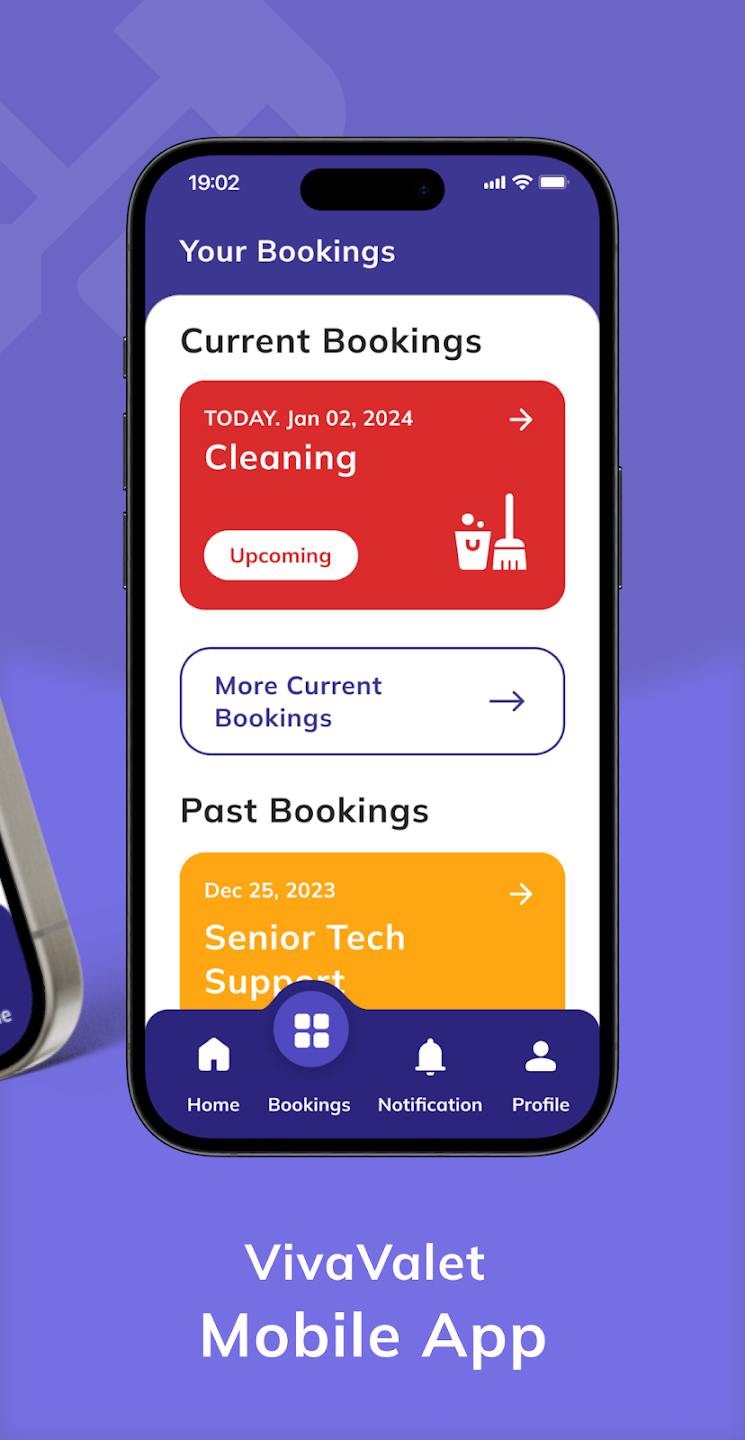 19:02
Your Bookings
Current Bookings
TODAY. Jan 02, 2024
Cleaning
Upcoming
More Current
Bookings
Past Bookings
Dec 25, 2023
Senior Tech
Support
Home
Bookings
Notification
Profile
VivaValet
Mobile App